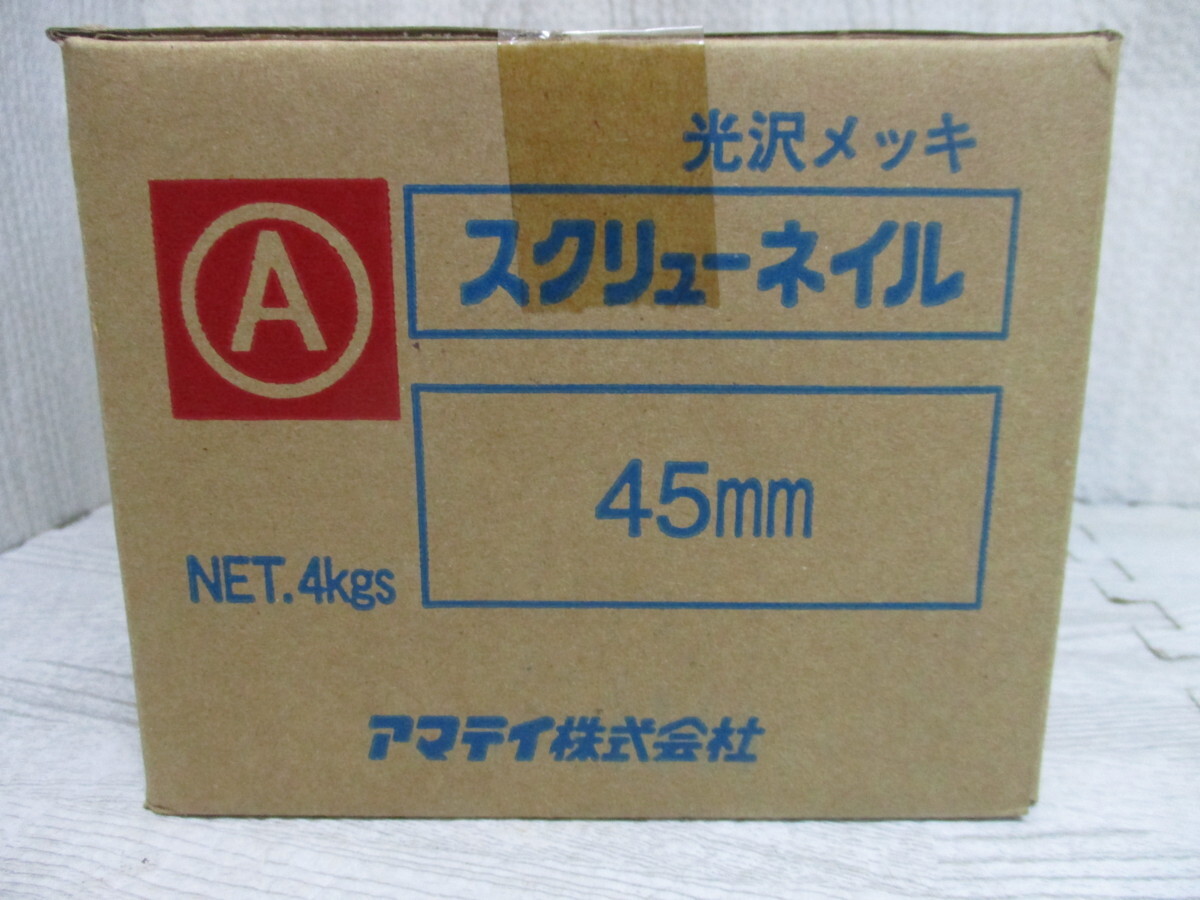 光沢メッキ
A
スクリューネイル
45mm
NET.4kgs
アマテイ株式会社